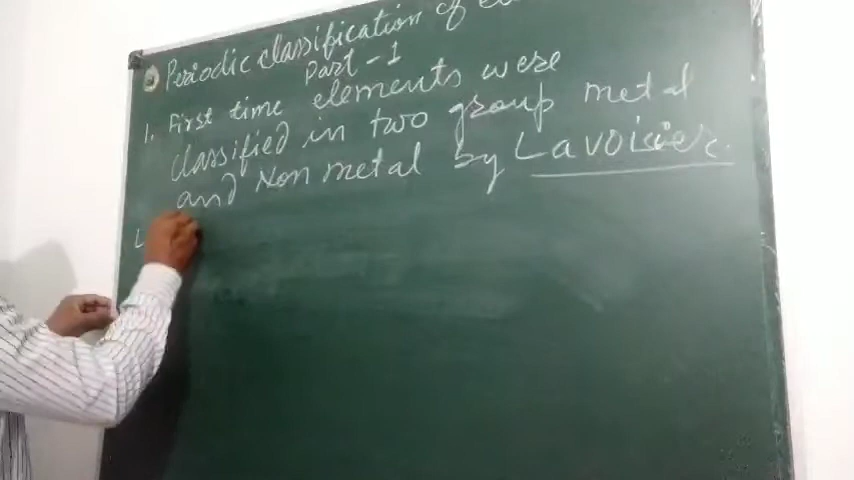 Periodic classification of
Part - 1
1. First time elements were
classified in two group metal
and Non metal by Lavoisier.